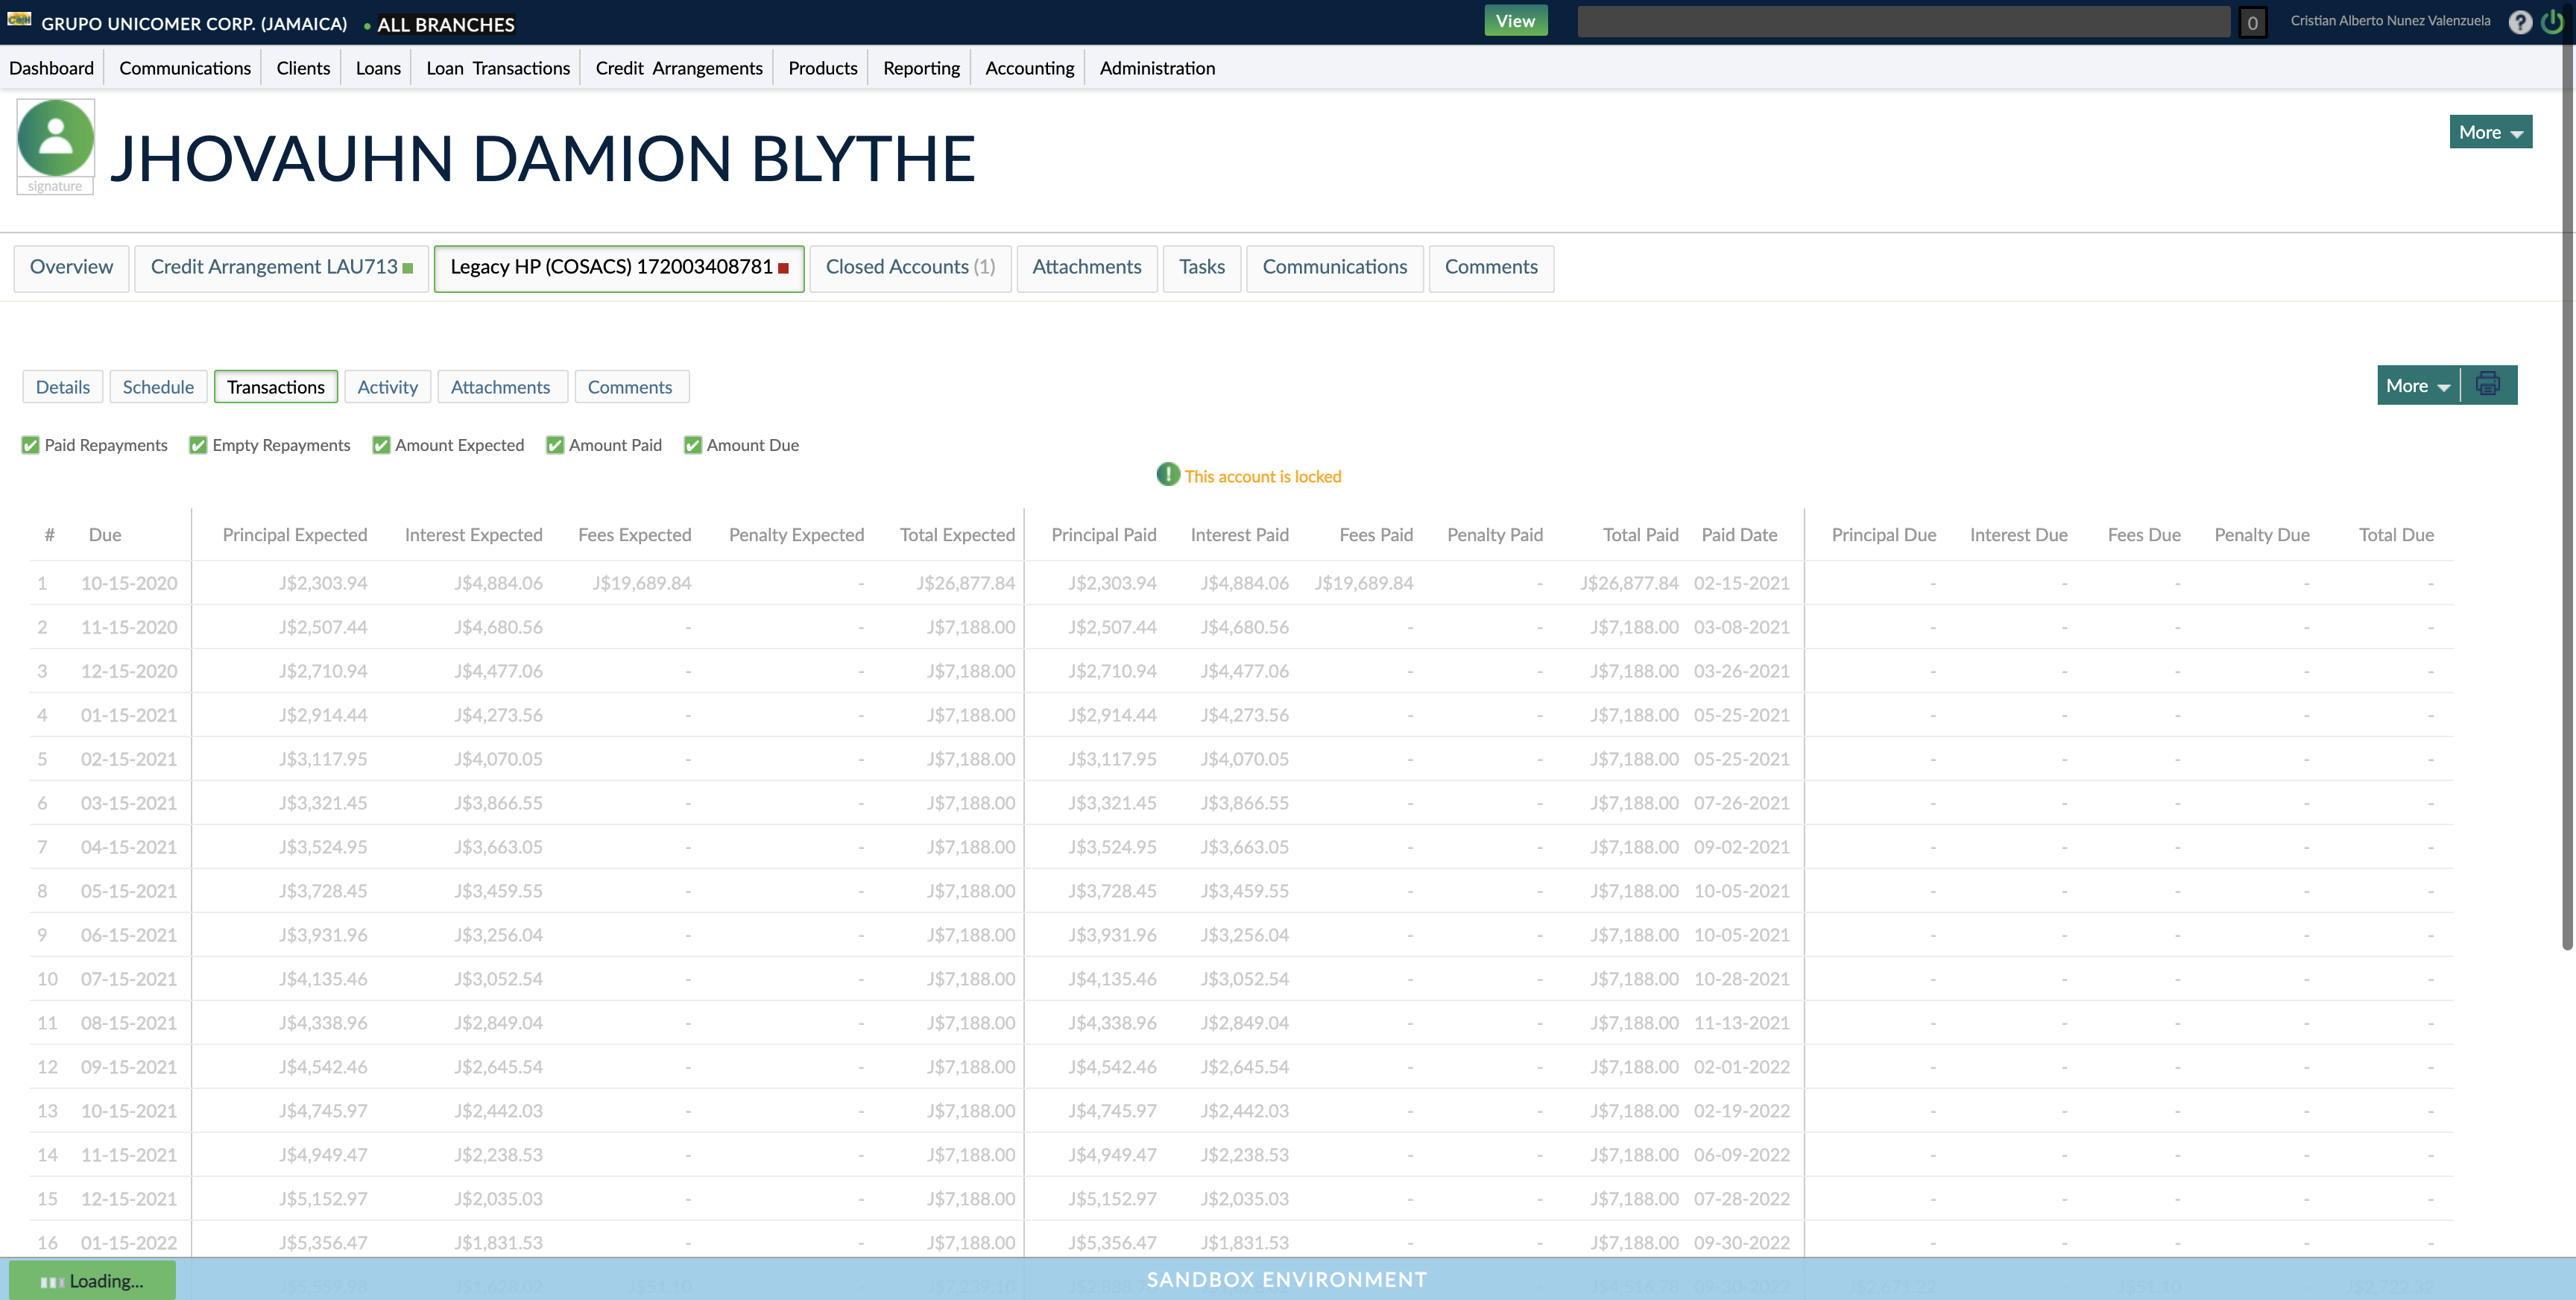 GRUPO UNICOMER CORP. (JAMAICA) • ALL BRANCHES View 0 Cristian Alberto Nunez Valenzuela ?
Dashboard Communications Clients Loans Loan Transactions Credit Arrangements Products Reporting Accounting Administration
signature
JHOVAUHN DAMION BLYTHE
More
Overview Credit Arrangement LAU713 Legacy HP (COSACS) 172003408781 Closed Accounts (1) Attachments Tasks Communications Comments
Details Schedule Transactions Activity Attachments Comments More
Paid Repayments Empty Repayments Amount Expected Amount Paid Amount Due
! This account is locked
# Due Principal Expected Interest Expected Fees Expected Penalty Expected Total Expected Principal Paid Interest Paid Fees Paid Penalty Paid Total Paid Paid Date Principal Due Interest Due Fees Due Penalty Due Total Due
1 10-15-2020 J$2,303.94 J$4,884.06 J$19,689.84 - J$26,877.84 J$2,303.94 J$4,884.06 J$19,689.84 - J$26,877.84 02-15-2021 - - - - -
2 11-15-2020 J$2,507.44 J$4,680.56 - - J$7,188.00 J$2,507.44 J$4,680.56 - - J$7,188.00 03-08-2021 - - - - -
3 12-15-2020 J$2,710.94 J$4,477.06 - - J$7,188.00 J$2,710.94 J$4,477.06 - - J$7,188.00 03-26-2021 - - - - -
4 01-15-2021 J$2,914.44 J$4,273.56 - - J$7,188.00 J$2,914.44 J$4,273.56 - - J$7,188.00 05-25-2021 - - - - -
5 02-15-2021 J$3,117.95 J$4,070.05 - - J$7,188.00 J$3,117.95 J$4,070.05 - - J$7,188.00 05-25-2021 - - - - -
6 03-15-2021 J$3,321.45 J$3,866.55 - - J$7,188.00 J$3,321.45 J$3,866.55 - - J$7,188.00 07-26-2021 - - - - -
7 04-15-2021 J$3,524.95 J$3,663.05 - - J$7,188.00 J$3,524.95 J$3,663.05 - - J$7,188.00 09-02-2021 - - - - -
8 05-15-2021 J$3,728.45 J$3,459.55 - - J$7,188.00 J$3,728.45 J$3,459.55 - - J$7,188.00 10-05-2021 - - - - -
9 06-15-2021 J$3,931.96 J$3,256.04 - - J$7,188.00 J$3,931.96 J$3,256.04 - - J$7,188.00 10-05-2021 - - - - -
10 07-15-2021 J$4,135.46 J$3,052.54 - - J$7,188.00 J$4,135.46 J$3,052.54 - - J$7,188.00 10-28-2021 - - - - -
11 08-15-2021 J$4,338.96 J$2,849.04 - - J$7,188.00 J$4,338.96 J$2,849.04 - - J$7,188.00 11-13-2021 - - - - -
12 09-15-2021 J$4,542.46 J$2,645.54 - - J$7,188.00 J$4,542.46 J$2,645.54 - - J$7,188.00 02-01-2022 - - - - -
13 10-15-2021 J$4,745.97 J$2,442.03 - - J$7,188.00 J$4,745.97 J$2,442.03 - - J$7,188.00 02-19-2022 - - - - -
14 11-15-2021 J$4,949.47 J$2,238.53 - - J$7,188.00 J$4,949.47 J$2,238.53 - - J$7,188.00 06-09-2022 - - - - -
15 12-15-2021 J$5,152.97 J$2,035.03 - - J$7,188.00 J$5,152.97 J$2,035.03 - - J$7,188.00 07-28-2022 - - - - -
16 01-15-2022 J$5,356.47 J$1,831.53 - - J$7,188.00 J$5,356.47 J$1,831.53 - - J$7,188.00 09-30-2022 - - - - -
Loading... SANDBOX ENVIRONMENT